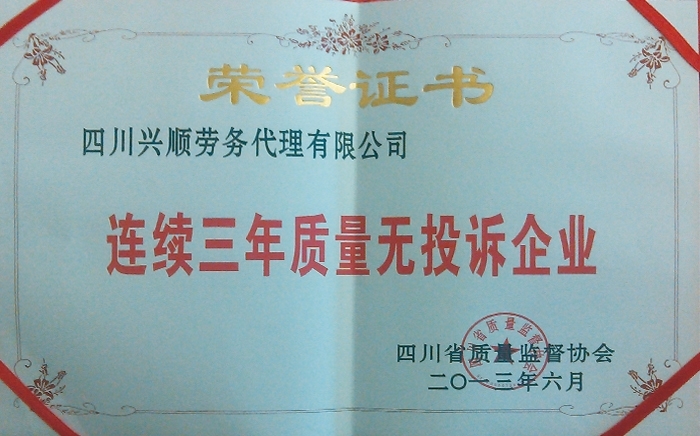 荣誉证书
四川兴顺劳务代理有限公司
连续三年质量无投诉企业
四川省质量监督协会
二〇一三年六月